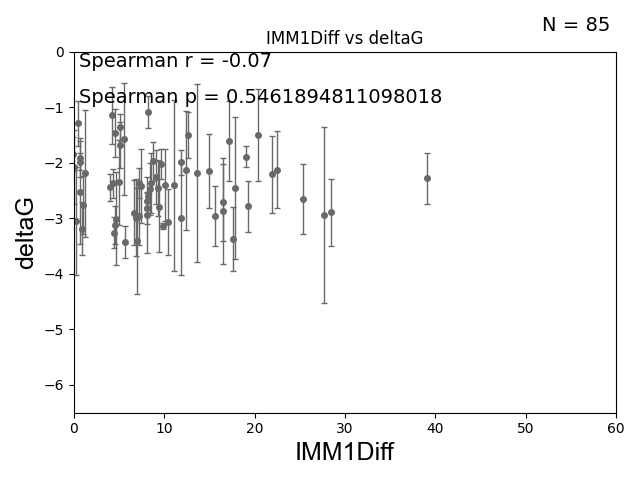 N = 85
IMM1Diff vs deltaG
Spearman r = -0.07
Spearman p = 0.5461894811098018
0
−1
−2
−3
−4
−5
−6
deltaG
0 10 20 30 40 50 60
IMM1Diff